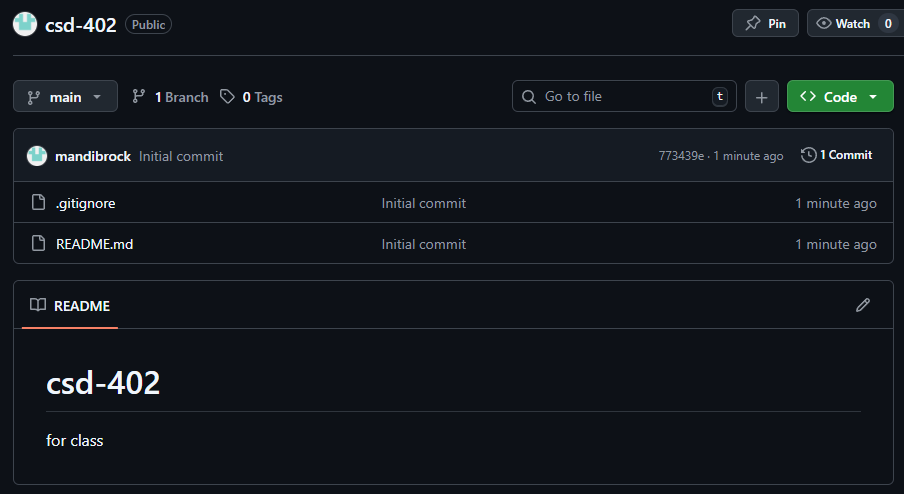 csd-402 Public Pin Watch 0
main 1 Branch 0 Tags Go to file t + Code
mandibrock Initial commit 773439e · 1 minute ago 1 Commit
.gitignore Initial commit 1 minute ago
README.md Initial commit 1 minute ago
README
csd-402
for class